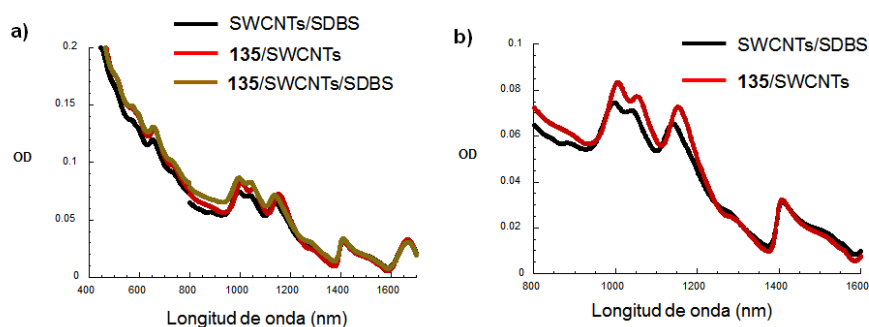 a)
SWCNTs/SDBS
135/SWCNTs
135/SWCNTs/SDBS
0.2
0.15
0.1
0.05
0
OD
400 600 800 1000 1200 1400 1600
Longitud de onda (nm)
b)
SWCNTs/SDBS
135/SWCNTs
0.1
0.08
0.06
0.04
0.02
0
OD
800 1000 1200 1400 1600
Longitud de onda (nm)